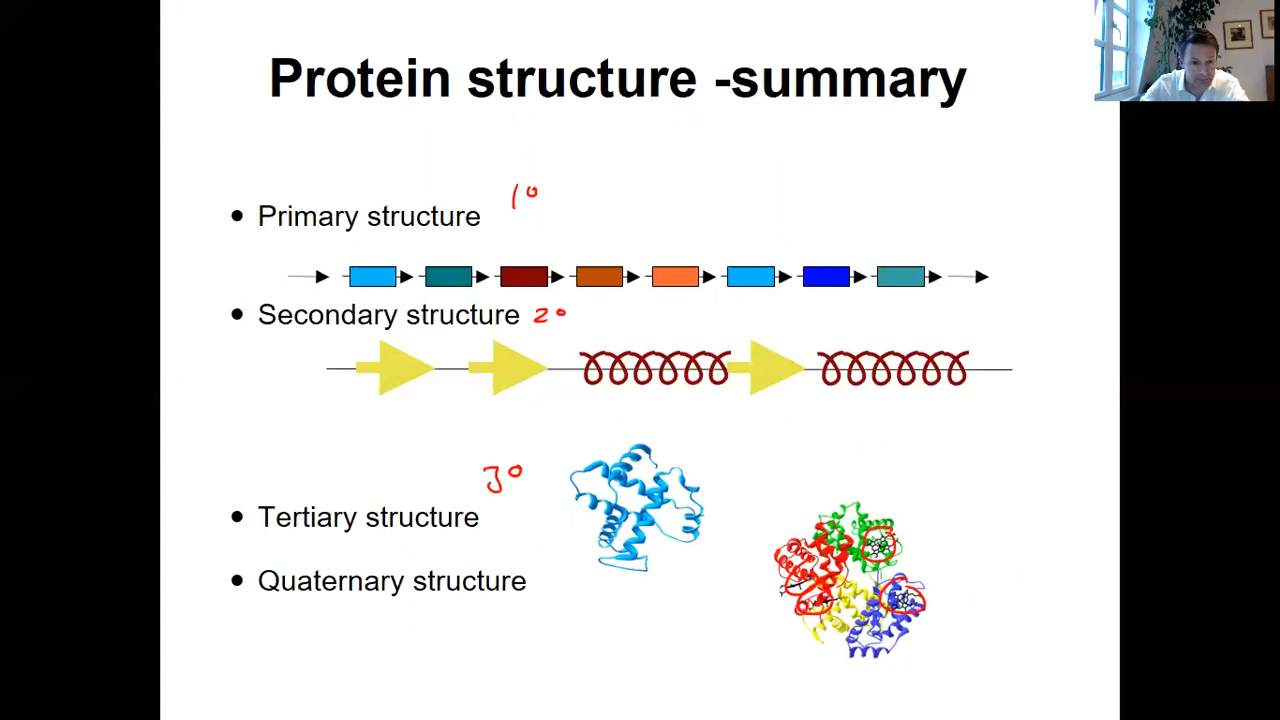 Protein structure -summary
1°
• Primary structure
• Secondary structure 2°
3°
• Tertiary structure
• Quaternary structure